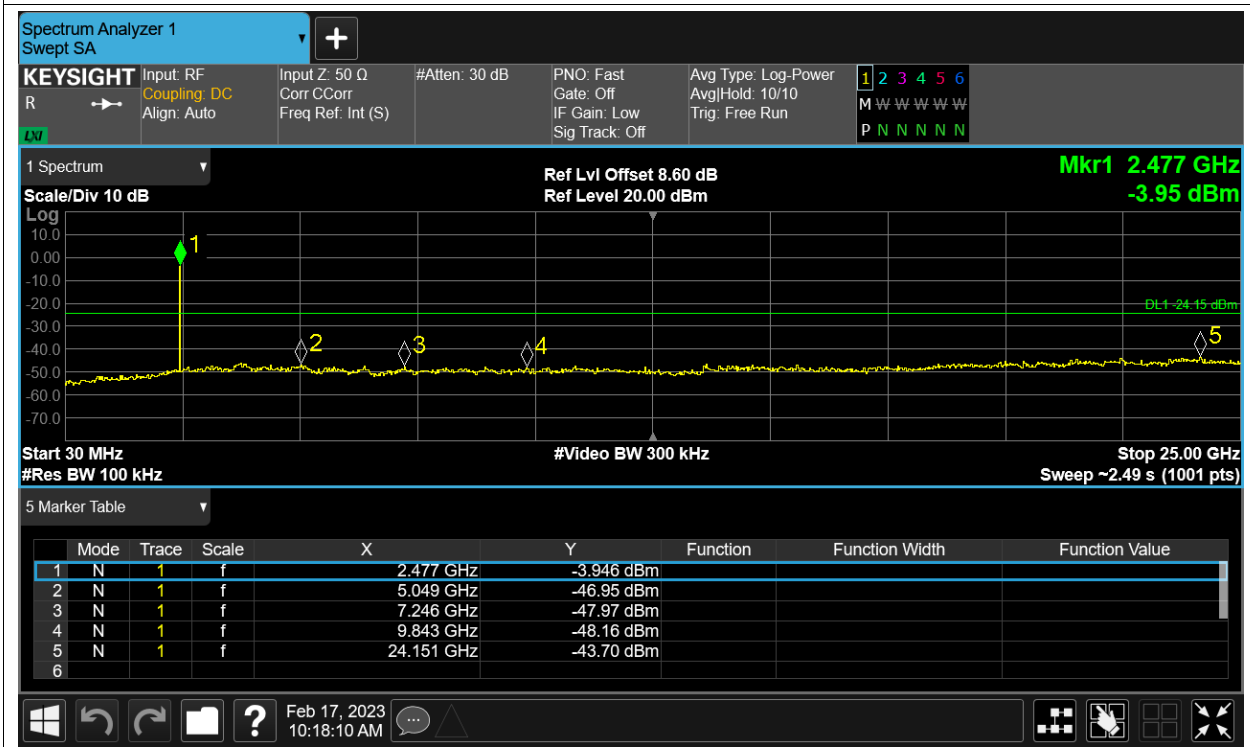 Spectrum Analyzer 1
Swept SA
+
KEYSIGHT Input: RF Input Z: 50 Ω #Atten: 30 dB PNO: Fast Avg Type: Log-Power 1 2 3 4 5 6
R Coupling: DC Corr CCorr Gate: Off Avg|Hold: 10/10 M W W W W W
Align: Auto Freq Ref: Int (S) IF Gain: Low Trig: Free Run
LXI Sig Track: Off P N N N N N
1 Spectrum Ref Lvl Offset 8.60 dB Mkr1 2.477 GHz
Scale/Div 10 dB Ref Level 20.00 dBm -3.95 dBm
Log
10.0
1
0.00
-10.0
-20.0 DL1 -24.15 dBm
-30.0
-40.0 2 3 4 5
-50.0
-60.0
-70.0
Start 30 MHz #Video BW 300 kHz Stop 25.00 GHz
#Res BW 100 kHz Sweep ~2.49 s (1001 pts)
5 Marker Table
Mode Trace Scale X Y Function Function Width Function Value
1 N 1 f 2.477 GHz -3.946 dBm
2 N 1 f 5.049 GHz -46.95 dBm
3 N 1 f 7.246 GHz -47.97 dBm
4 N 1 f 9.843 GHz -48.16 dBm
5 N 1 f 24.151 GHz -43.70 dBm
6
? Feb 17, 2023
10:18:10 AM